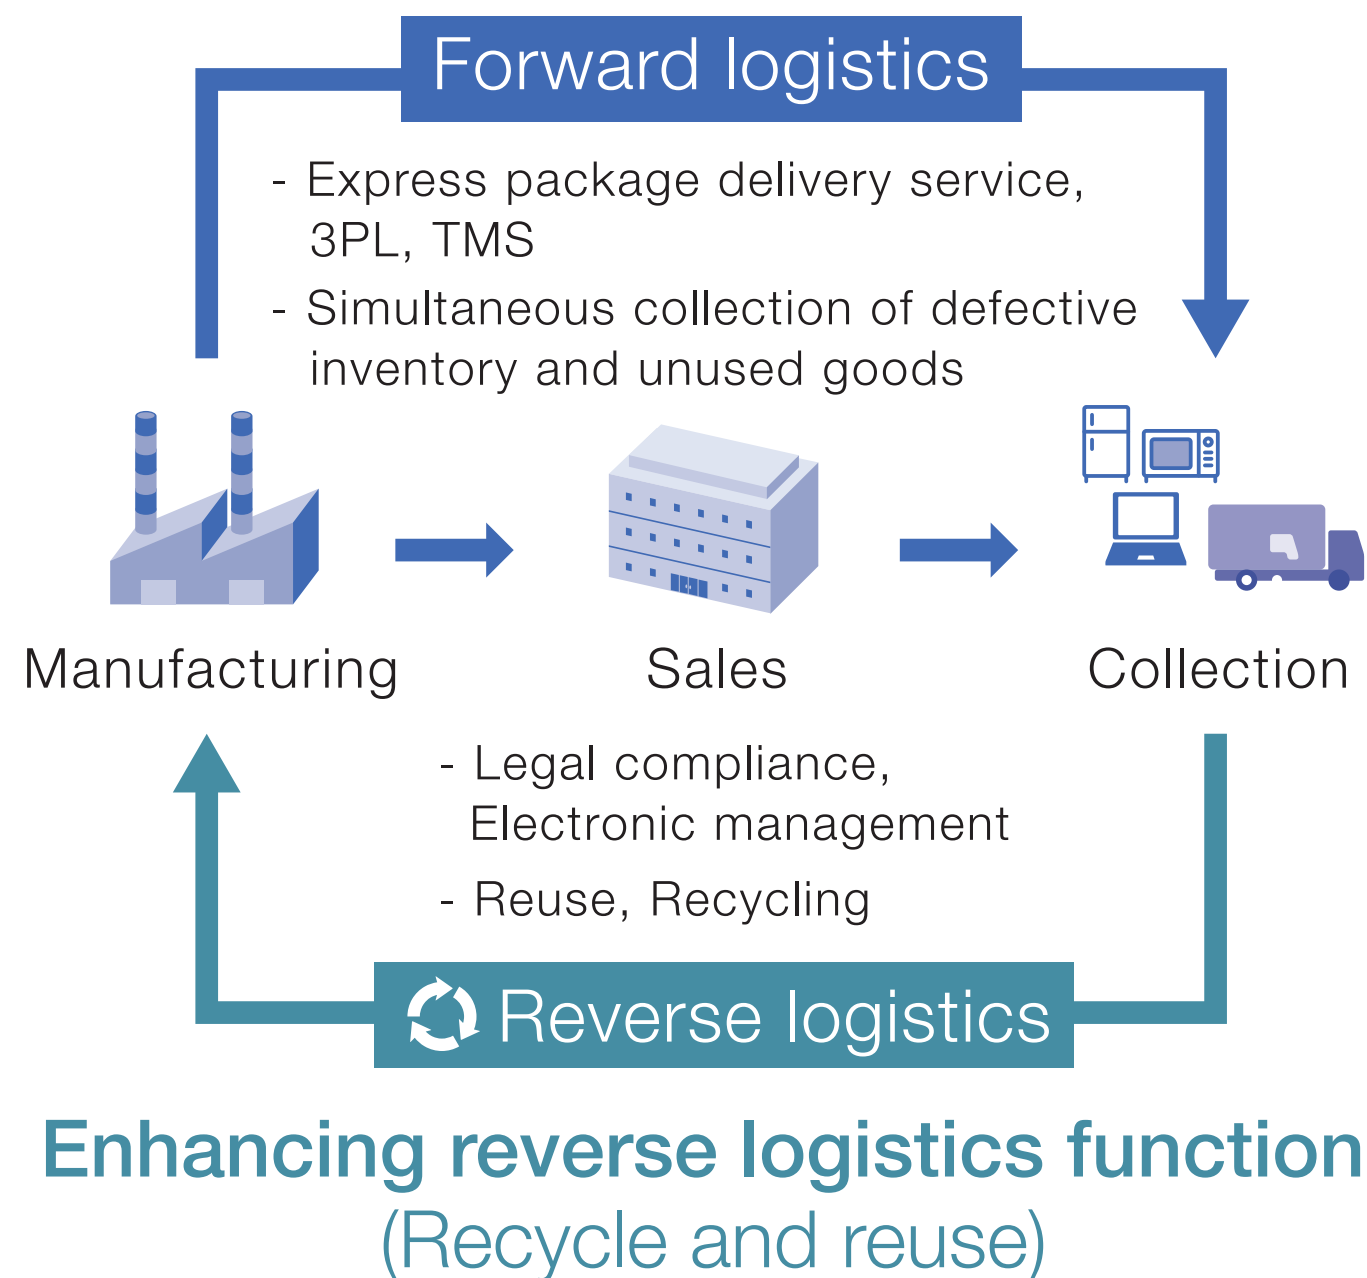 Forward logistics
- Express package delivery service,
3PL, TMS
- Simultaneous collection of defective
inventory and unused goods
Manufacturing
Sales
Collection
- Legal compliance,
Electronic management
- Reuse, Recycling
Reverse logistics
Enhancing reverse logistics function
(Recycle and reuse)